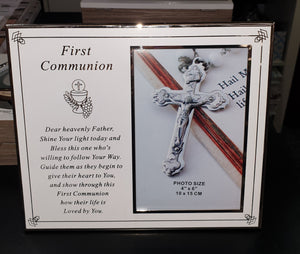 First
Communion
Dear heavenly Father,
Shine Your light today and
Bless this one who's
willing to follow Your Way.
Guide them as they begin to
give their heart to You,
and show through this
First Communion
how their life is
Loved by You.
Hail M
Hail
PHOTO SIZE
4" x 6"
10 x 15 CM